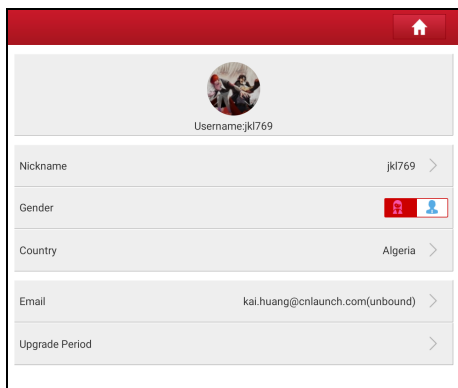 Username:jkl769
Nickname jkl769
Gender
Country Algeria
Email kai.huang@cnlaunch.com(unbound)
Upgrade Period